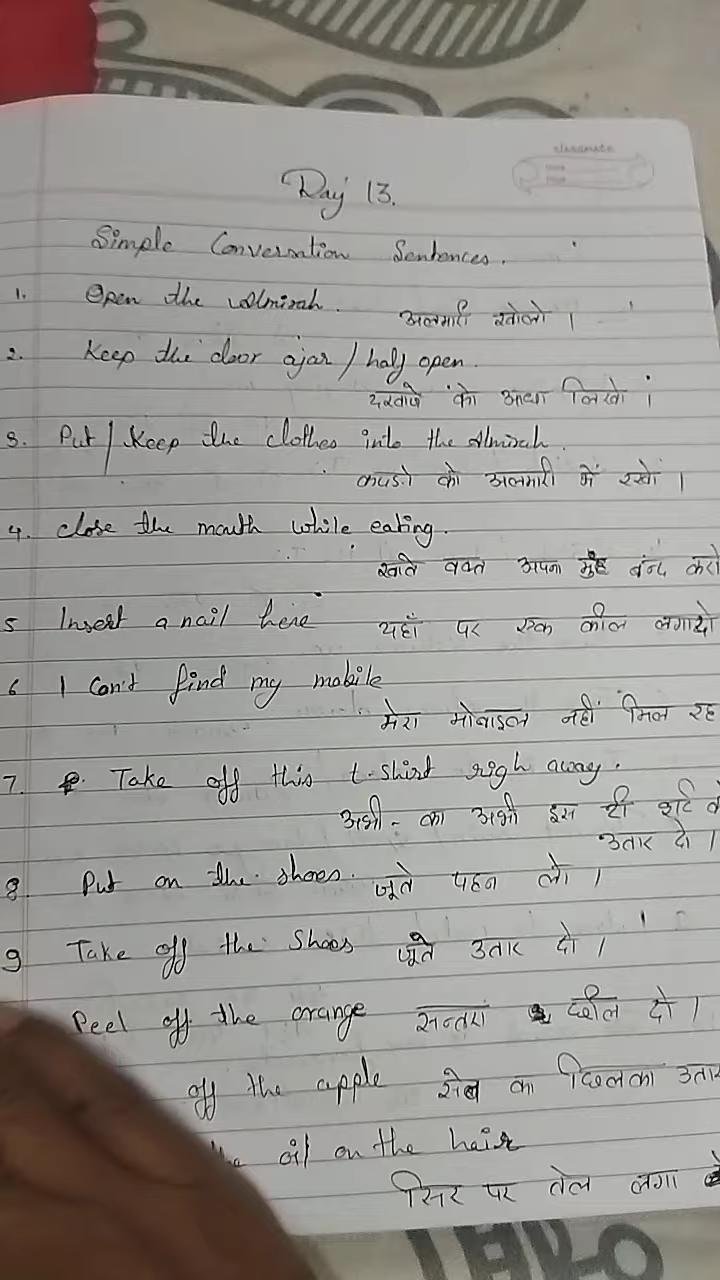 classmate
Day 13.
Simple Conversation Sentences.
1. Open the Almirah.
अलमारी खोलो ।
2. Keep the door ajar / half open.
दरवाजे को आधा लिखो ।
3. Put / Keep the clothes into the Almirah.
कपडो को अलमारी में रखो ।
4. Close the mouth while eating.
खाते वक्त अपना मुँह बंन्द करो
5 Insert a nail here यहाँ पर एक कील लगादो
6 I Can't find my mobile
मेरा मोबाइल नहीं मिल रह
7. Take off this t-shirt righ away.
अभी - का अभी इस टी शर्ट
उतार दो ।
8. Put on the shoes. जूते पहन लो ।
9 Take off the Shoes जूते उतार दो ।
Peel off the orange सन्तरा छील दो ।
off the apple सेब का छिलका उतार
oil on the hair
सिर पर तेल लगा